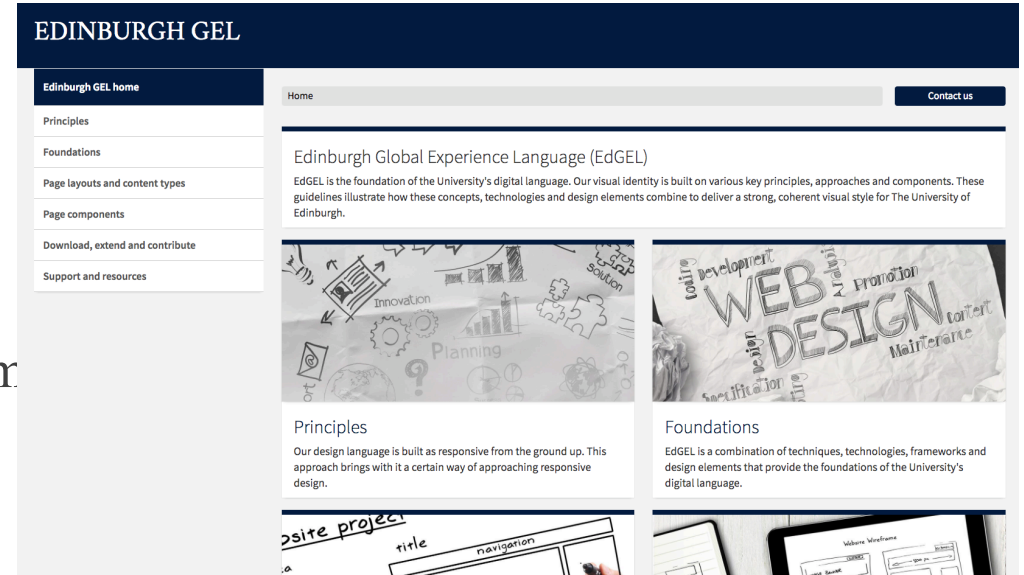 EDINBURGH GEL
Edinburgh GEL home
Principles
Foundations
Page layouts and content types
Page components
Download, extend and contribute
Support and resources
Home
Contact us
Edinburgh Global Experience Language (EdGEL)
EdGEL is the foundation of the University's digital language. Our visual identity is built on various key principles, approaches and components. These
guidelines illustrate how these concepts, technologies and design elements combine to deliver a strong, coherent visual style for The University of
Edinburgh.
Innovation
Solution
Planning
Principles
Our design language is built as responsive from the ground up. This
approach brings with it a certain way of approaching responsive
design.
Coding
Development
WEB
Promotion
DESIGN
Content
Design
Maintenance
Specification
Foundations
EdGEL is a combination of techniques, technologies, frameworks and
design elements that provide the foundations of the University's
digital language.
project
title
navigation
Website Wireframe